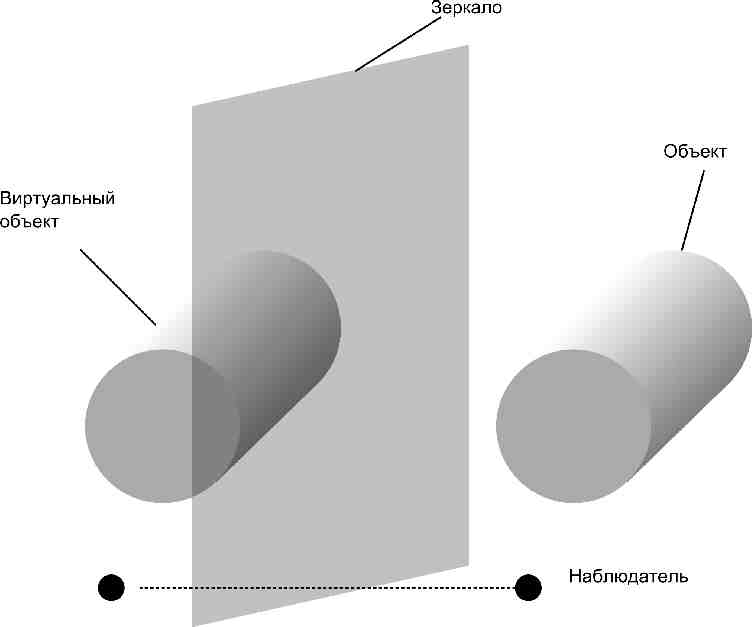 Зеркало
Объект
Виртуальный
объект
Наблюдатель